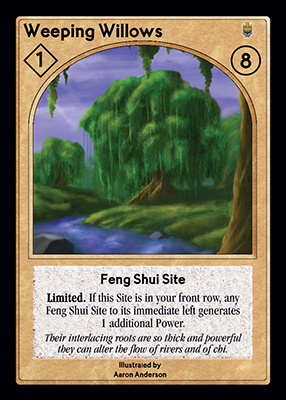 Weeping Willows
1
8
Feng Shui Site
Limited. If this Site is in your front row, any
Feng Shui Site to its immediate left generates
1 additional Power.
Their interlacing roots are so thick and powerful
they can alter the flow of rivers and of chi.
Illustrated by
Aaron Anderson